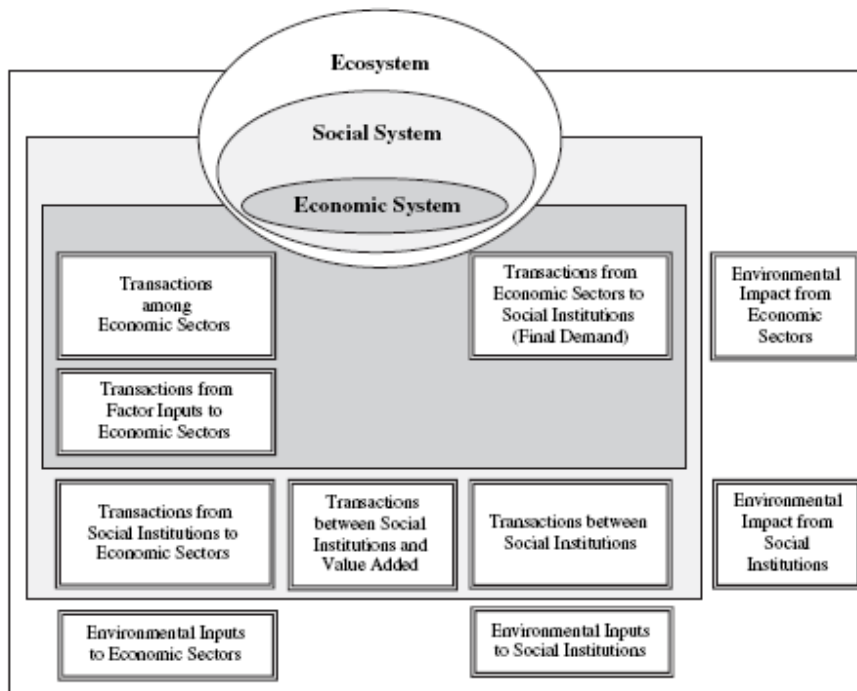 Ecosystem
Social System
Economic System
Transactions
among
Economic Sectors
Transactions from
Economic Sectors to
Social Institutions
(Final Demand)
Environmental
Impact from
Economic
Sectors
Transactions from
Factor Inputs to
Economic Sectors
Transactions from
Social Institutions to
Economic Sectors
Transactions
between Social
Institutions and
Value Added
Transactions between
Social Institutions
Environmental
Impact from
Social
Institutions
Environmental Inputs
to Economic Sectors
Environmental Inputs
to Social Institutions